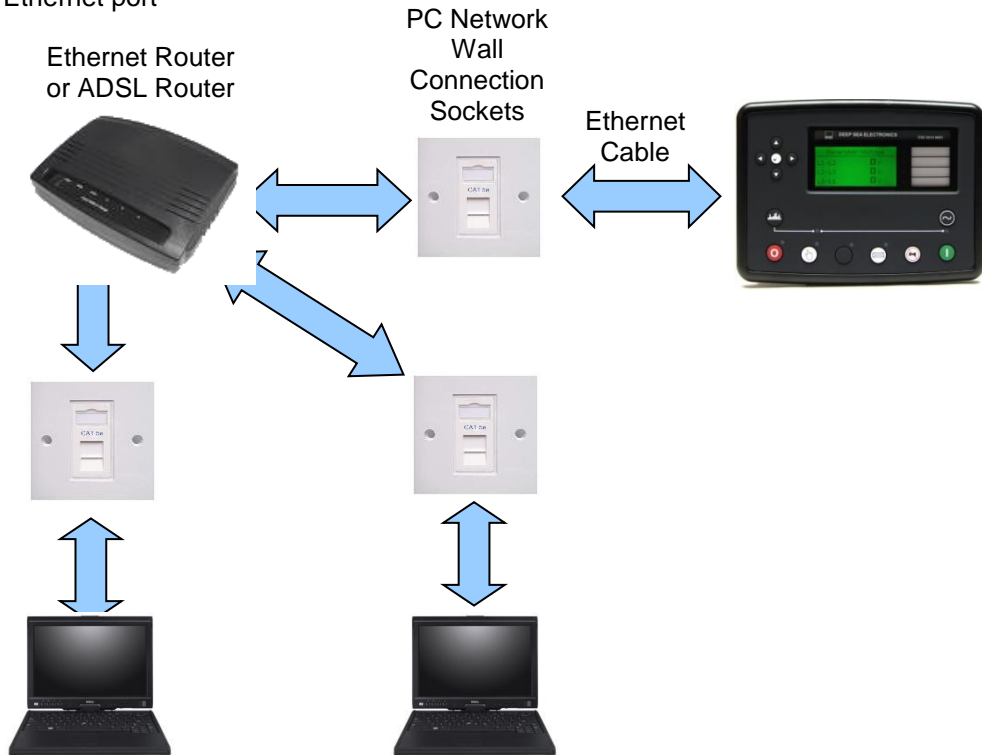 Ethernet port
PC Network
Wall
Connection
Sockets
Ethernet Router
or ADSL Router
Ethernet
Cable
CAT 5e
DEEP SEA ELECTRONICS
CAT 5e
CAT 5e